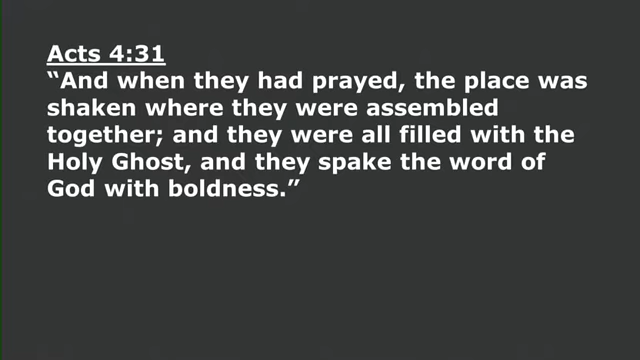 Acts 4:31
“And when they had prayed, the place was
shaken where they were assembled
together; and they were all filled with the
Holy Ghost, and they spake the word of
God with boldness.”